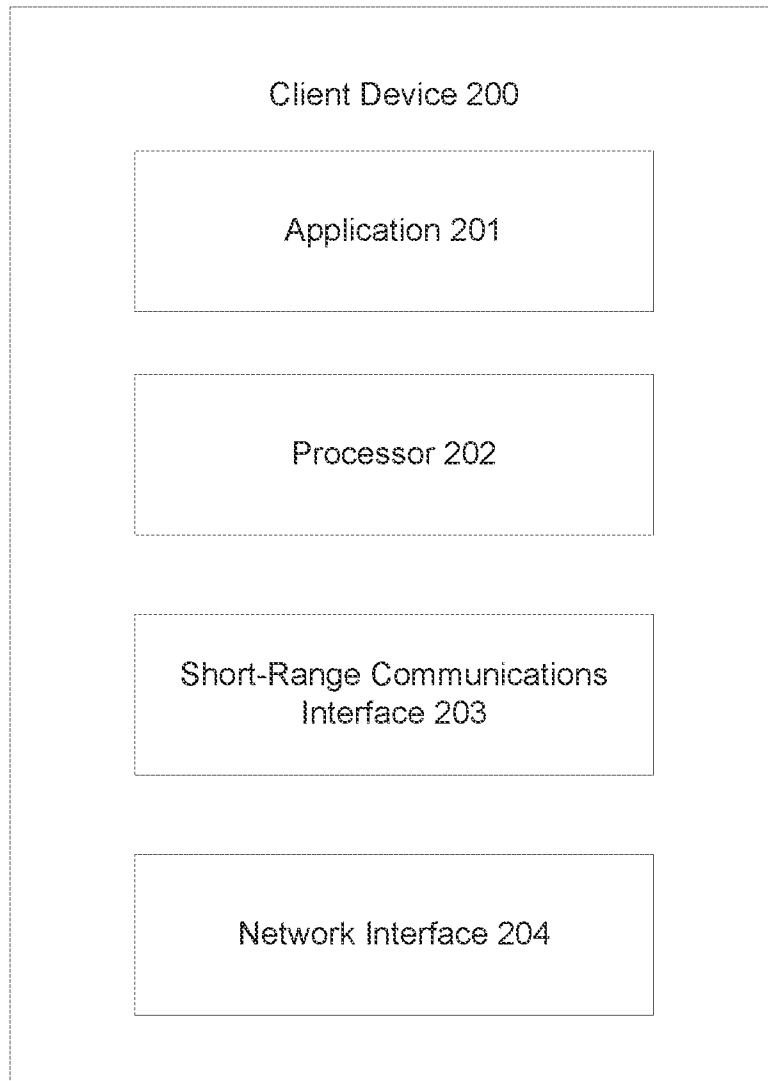 Client Device 200
Application 201
Processor 202
Short-Range Communications
Interface 203
Network Interface 204